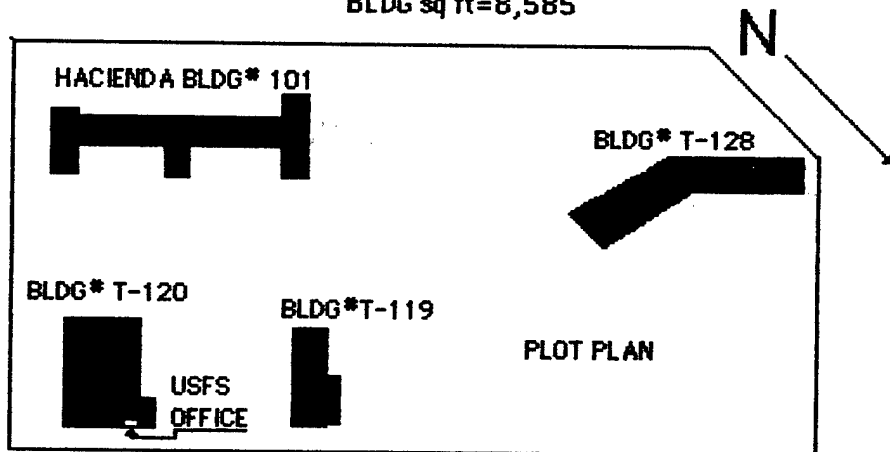 BLDG sq ft=8,585
N
HACIENDA BLDG# 101
BLDG# T-128
BLDG# T-120
BLDG#T-119
PLOT PLAN
USFS
OFFICE